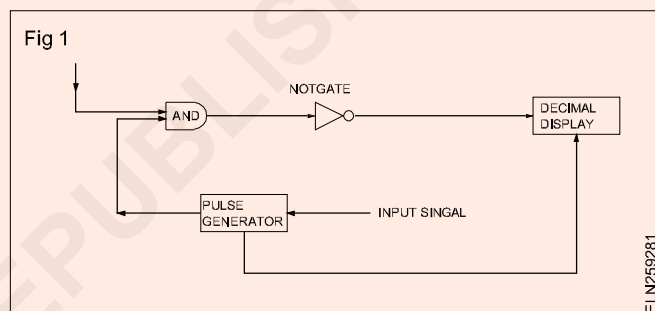 Fig 1
NOTGATE
AND
DECIMAL
DISPLAY
PULSE
GENERATOR
INPUT SINGAL
ELN259281